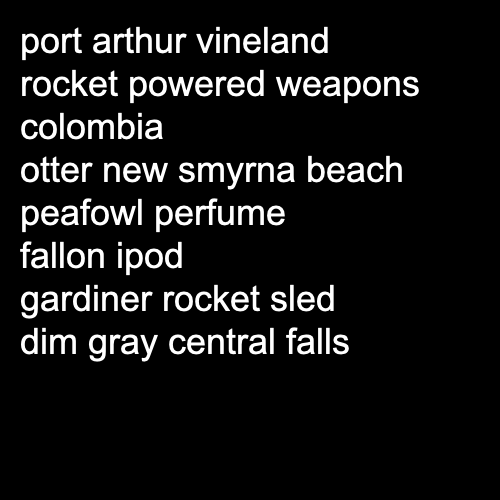 port arthur vineland
rocket powered weapons
colombia
otter new smyrna beach
peafowl perfume
fallon ipod
gardiner rocket sled
dim gray central falls